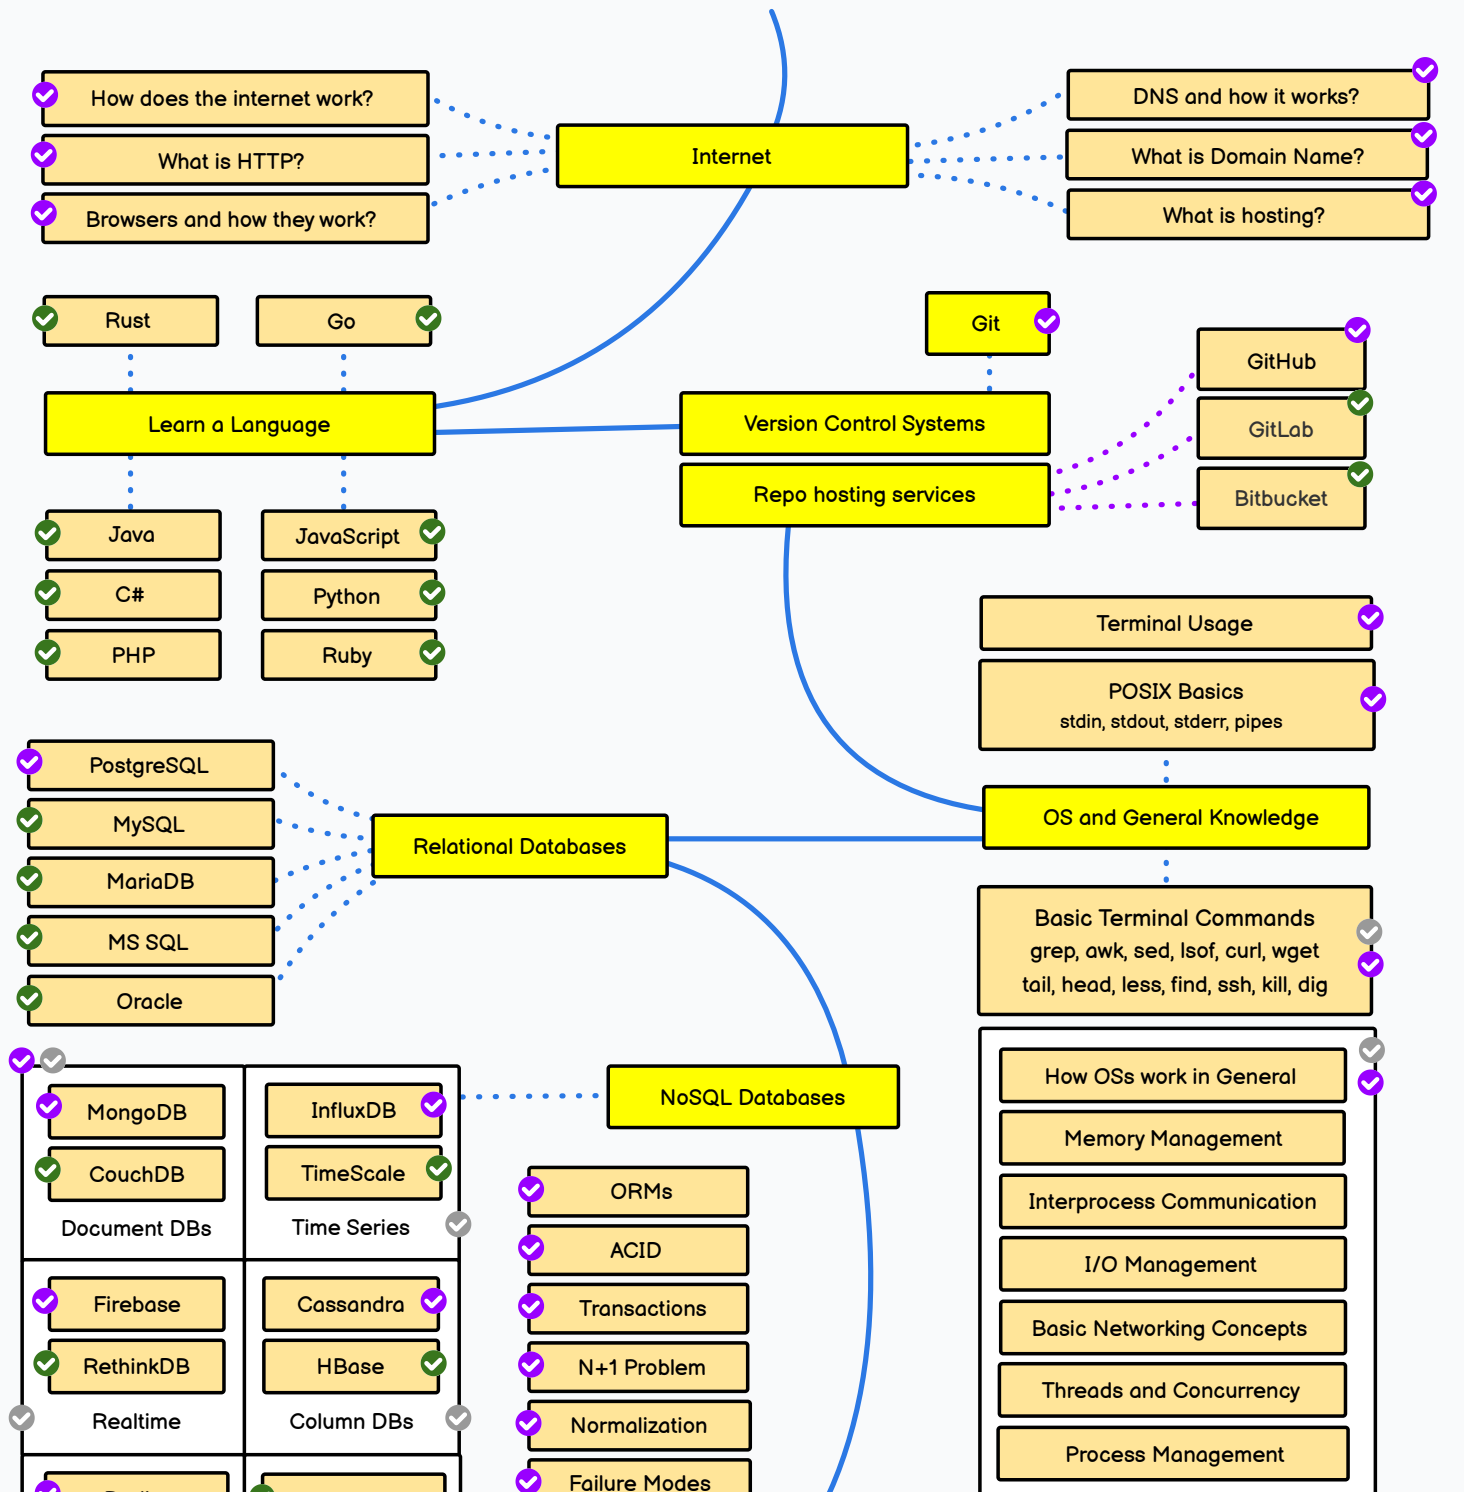 How does the internet work?
What is HTTP?
Browsers and how they work?
Internet
DNS and how it works?
What is Domain Name?
What is hosting?
Rust
Go
Learn a Language
Java
JavaScript
C#
Python
PHP
Ruby
Git
Version Control Systems
Repo hosting services
GitHub
GitLab
Bitbucket
Terminal Usage
POSIX Basics
stdin, stdout, stderr, pipes
OS and General Knowledge
Basic Terminal Commands
grep, awk, sed, lsof, curl, wget
tail, head, less, find, ssh, kill, dig
PostgreSQL
MySQL
MariaDB
MS SQL
Oracle
Relational Databases
NoSQL Databases
MongoDB
CouchDB
Document DBs
InfluxDB
TimeScale
Time Series
Firebase
RethinkDB
Realtime
Cassandra
HBase
Column DBs
ORMs
ACID
Transactions
N+1 Problem
Normalization
Failure Modes
How OSs work in General
Memory Management
Interprocess Communication
I/O Management
Basic Networking Concepts
Threads and Concurrency
Process Management